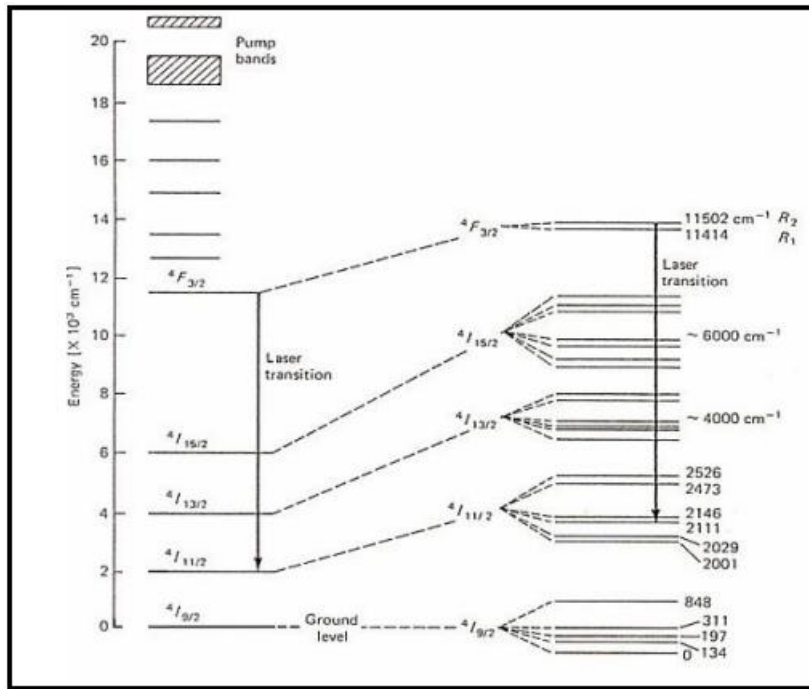 20
Pump
bands
18
16
14
12
10
8
6
4
2
0
Energy [X 10³ cm⁻¹]
⁴F₃/₂
Laser
transition
⁴I₁₅/₂
⁴I₁₃/₂
⁴I₁₁/₂
⁴I₉/₂
Ground
level
⁴F₃/₂
11502 cm⁻¹ R₂
11414 R₁
Laser
transition
⁴I₁₅/₂
~ 6000 cm⁻¹
⁴I₁₃/₂
~ 4000 cm⁻¹
⁴I₁₁/₂
2526
2473
2146
2111
2029
2001
⁴I₉/₂
848
311
197
134
0